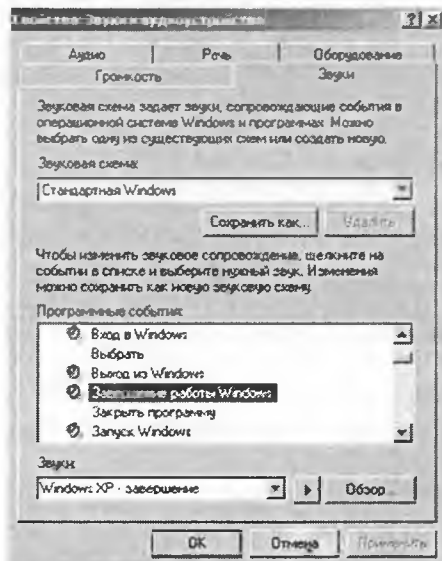 Свойства: Звуки и аудиоустройства
Аудио Речь Оборудование
Громкость Звуки
Звуковая схема задает звуки, сопровождающие события в
операционной системе Windows и программах. Можно
выбрать одну из существующих схем или создать новую.
Звуковая схема:
Стандартная Windows
Сохранить как... Удалить
Чтобы изменить звуковое сопровождение, щелкните на
событии в списке и выберите нужный звук. Изменения
можно сохранить как новую звуковую схему.
Программные события:
Вход в Windows
Выбрать
Выход из Windows
Завершение работы Windows
Закрыть программу
Запуск Windows
Звуки:
Windows XP - завершение Обзор...
OK Отмена Применить